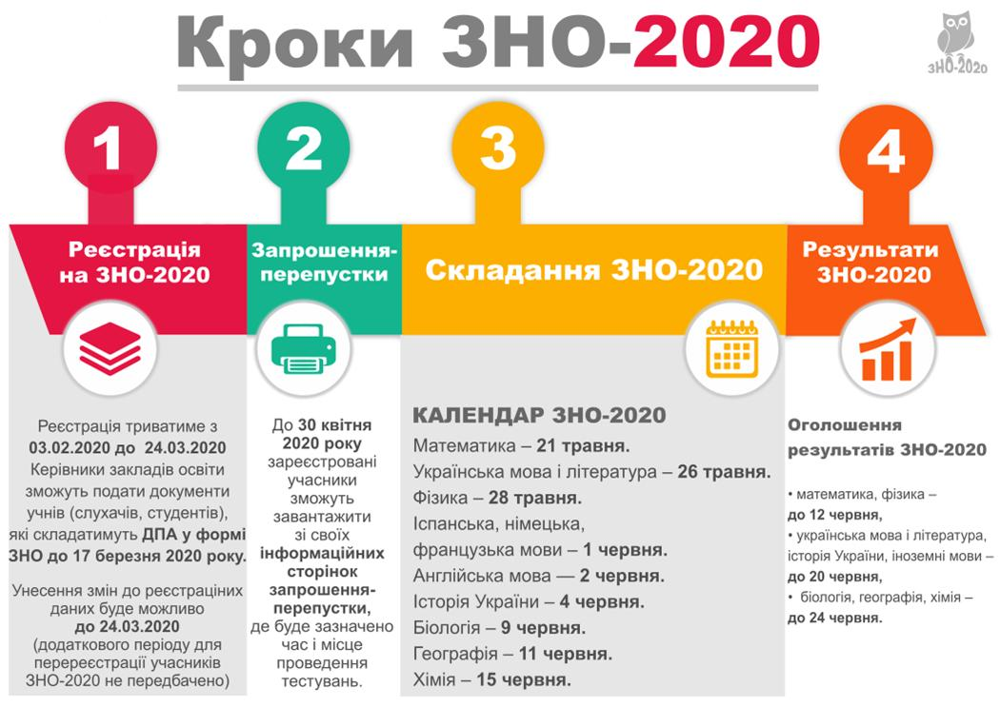 Кроки ЗНО-2020
ЗНО-2020
1
Реєстрація
на ЗНО-2020
Реєстрація триватиме з
03.02.2020 до 24.03.2020
Керівники закладів освіти
зможуть подати документи
учнів (слухачів, студентів),
які складатимуть ДПА у формі
ЗНО до 17 березня 2020 року.
Унесення змін до реєстраціних
даних буде можливо
до 24.03.2020
(додаткового періоду для
перереєстрації учасників
ЗНО-2020 не передбачено)
2
Запрошення-
перепустки
До 30 квітня
2020 року
зареєстровані
учасники
зможуть
завантажити
зі своїх
інформаційних
сторінок
запрошення-
перепустки,
де буде зазначено
час і місце
проведення
тестувань.
3
Складання ЗНО-2020
КАЛЕНДАР ЗНО-2020
Математика – 21 травня.
Українська мова і література – 26 травня.
Фізика – 28 травня.
Іспанська, німецька,
французька мови – 1 червня.
Англійська мова — 2 червня.
Історія України – 4 червня.
Біологія – 9 червня.
Географія – 11 червня.
Хімія – 15 червня.
4
Результати
ЗНО-2020
Оголошення
результатів ЗНО-2020
• математика, фізика –
до 12 червня,
• українська мова і література,
історія України, іноземні мови –
до 20 червня,
• біологія, географія, хімія –
до 24 червня.